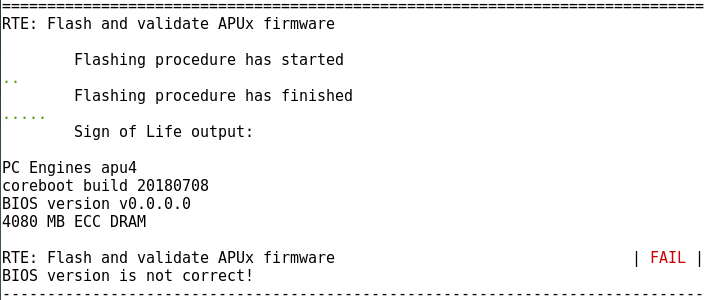 ==============================================================================
RTE: Flash and validate APUx firmware
Flashing procedure has started
..
Flashing procedure has finished
.....
Sign of Life output:
PC Engines apu4
coreboot build 20180708
BIOS version v0.0.0.0
4080 MB ECC DRAM
RTE: Flash and validate APUx firmware | FAIL |
BIOS version is not correct!
------------------------------------------------------------------------------